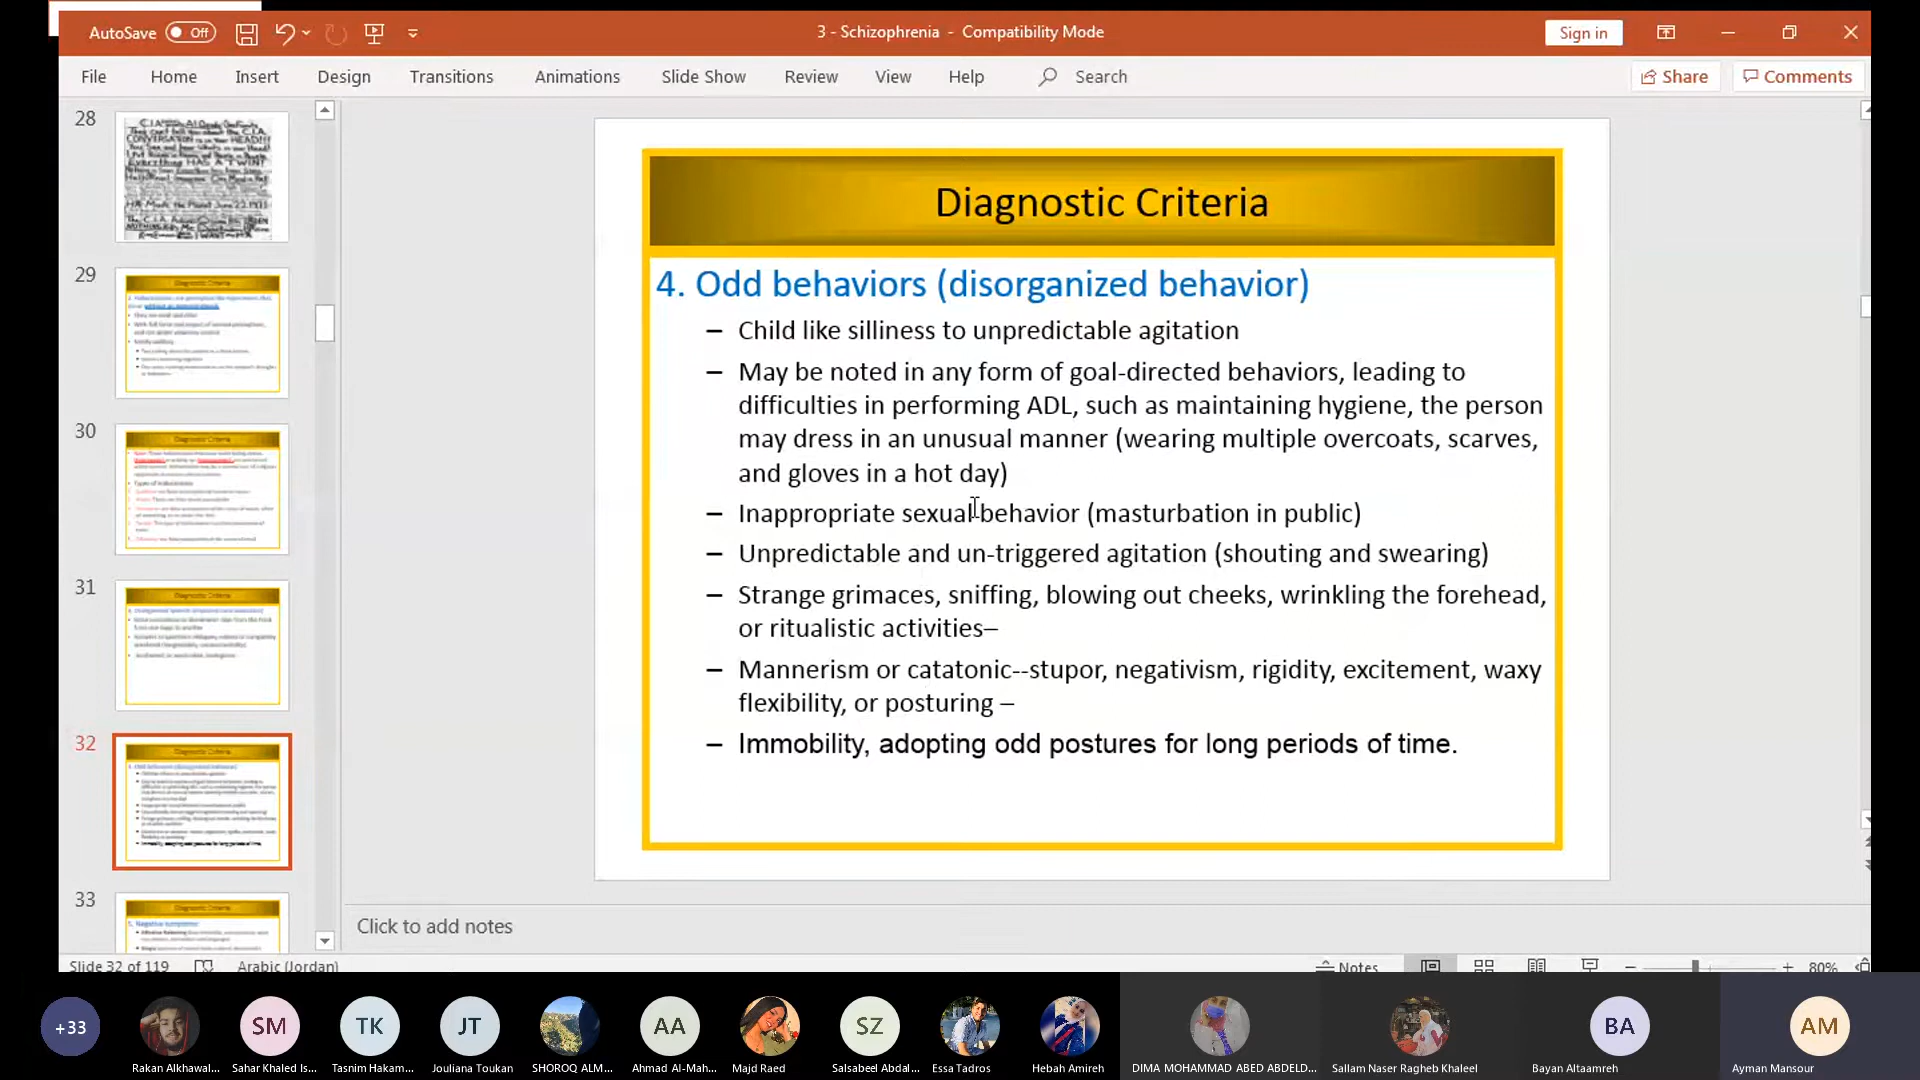 AutoSave Off
3 - Schizophrenia - Compatibility Mode
Sign in
File Home Insert Design Transitions Animations Slide Show Review View Help Search
Share Comments
28
29
30
31
32
33
Diagnostic Criteria
4. Odd behaviors (disorganized behavior)
– Child like silliness to unpredictable agitation
– May be noted in any form of goal-directed behaviors, leading to
difficulties in performing ADL, such as maintaining hygiene, the person
may dress in an unusual manner (wearing multiple overcoats, scarves,
and gloves in a hot day)
– Inappropriate sexual behavior (masturbation in public)
– Unpredictable and un-triggered agitation (shouting and swearing)
– Strange grimaces, sniffing, blowing out cheeks, wrinkling the forehead,
or ritualistic activities–
– Mannerism or catatonic--stupor, negativism, rigidity, excitement, waxy
flexibility, or posturing –
– Immobility, adopting odd postures for long periods of time.
Click to add notes
Slide 32 of 119 Arabic (Jordan)
Notes
80%
+33
SM
TK
JT
AA
SZ
BA
AM
Rakan Alkhawal...
Sahar Khaled Is...
Tasnim Hakam...
Jouliana Toukan
SHOROQ ALM...
Ahmad Al-Mah...
Majd Raed
Salsabeel Abdal...
Essa Tadros
Hebah Amireh
DIMA MOHAMMAD ABED ABDELD...
Sallam Naser Ragheb Khaleel
Bayan Altaamreh
Ayman Mansour